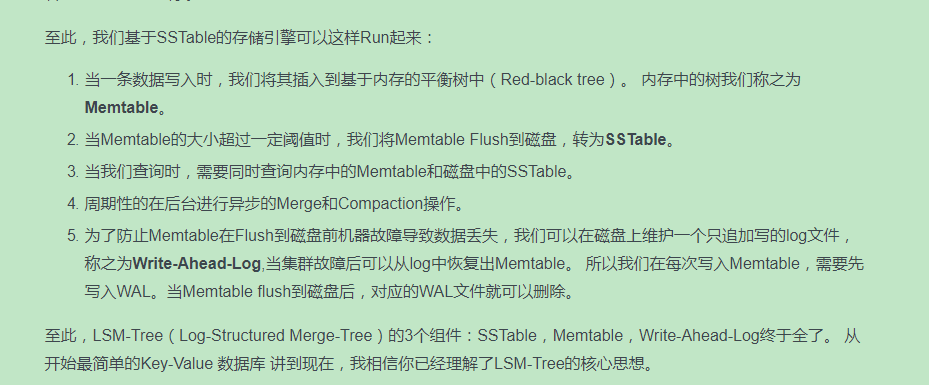 至此，我们基于SSTable的存储引擎可以这样Run起来：
1. 当一条数据写入时，我们将其插入到基于内存的平衡树中（Red-black tree）。 内存中的树我们称之为
Memtable。
2. 当Memtable的大小超过一定阈值时，我们将Memtable Flush到磁盘，转为SSTable。
3. 当我们查询时，需要同时查询内存中的Memtable和磁盘中的SSTable。
4. 周期性的在后台进行异步的Merge和Compaction操作。
5. 为了防止Memtable在Flush到磁盘前机器故障导致数据丢失，我们可以在磁盘上维护一个只追加写的log文件，
称之为Write-Ahead-Log,当集群故障后可以从log中恢复出Memtable。 所以我们在每次写入Memtable，需要先
写入WAL。当Memtable flush到磁盘后，对应的WAL文件就可以删除。
至此，LSM-Tree（Log-Structured Merge-Tree）的3个组件：SSTable，Memtable，Write-Ahead-Log终于全了。 从
开始最简单的Key-Value 数据库 讲到现在，我相信你已经理解了LSM-Tree的核心思想。